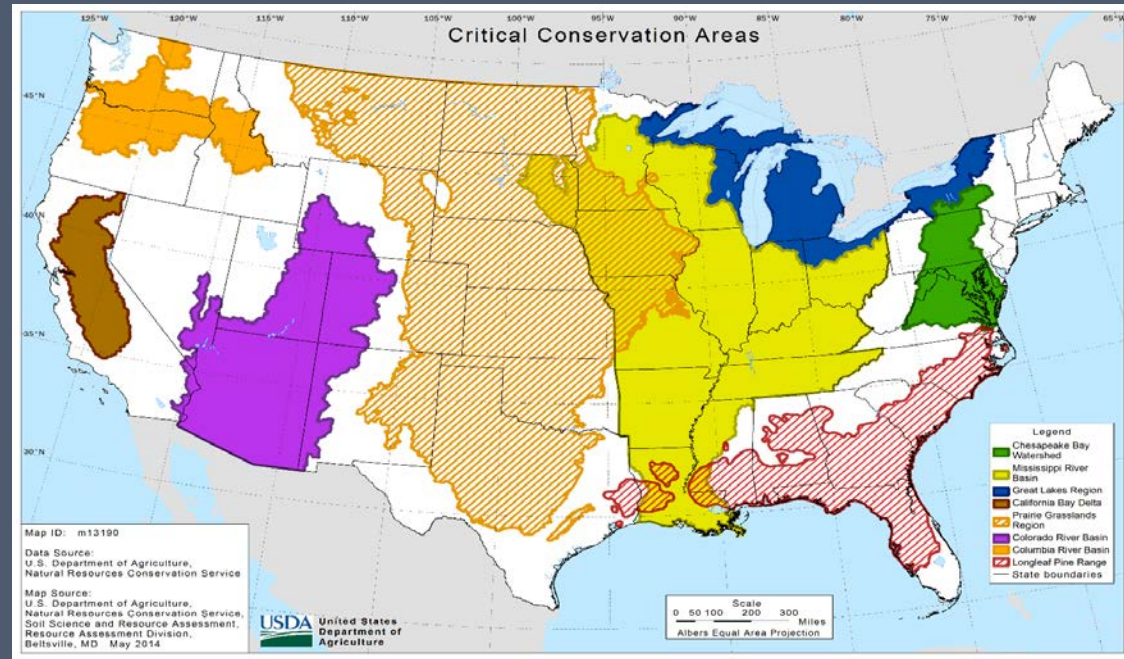 125°W 120°W 115°W 110°W 105°W 100°W 95°W 90°W 85°W 80°W 75°W 70°W 65°W
Critical Conservation Areas
45°N
40°N
35°N
30°N
Legend
Chesapeake Bay
Watershed
Mississippi River
Basin
Great Lakes Region
California Bay Delta
Prairie Grasslands
Region
Colorado River Basin
Columbia River Basin
Longleaf Pine Range
State boundaries
Map ID: m13190
Data Source:
U.S. Department of Agriculture,
Natural Resources Conservation Service
Map Source:
U.S. Department of Agriculture,
Natural Resources Conservation Service,
Soil Science and Resource Assessment,
Resource Assessment Division,
Beltsville, MD May 2014
USDA
United States
Department of
Agriculture
Scale
0 50 100 200 300
Miles
Albers Equal Area Projection